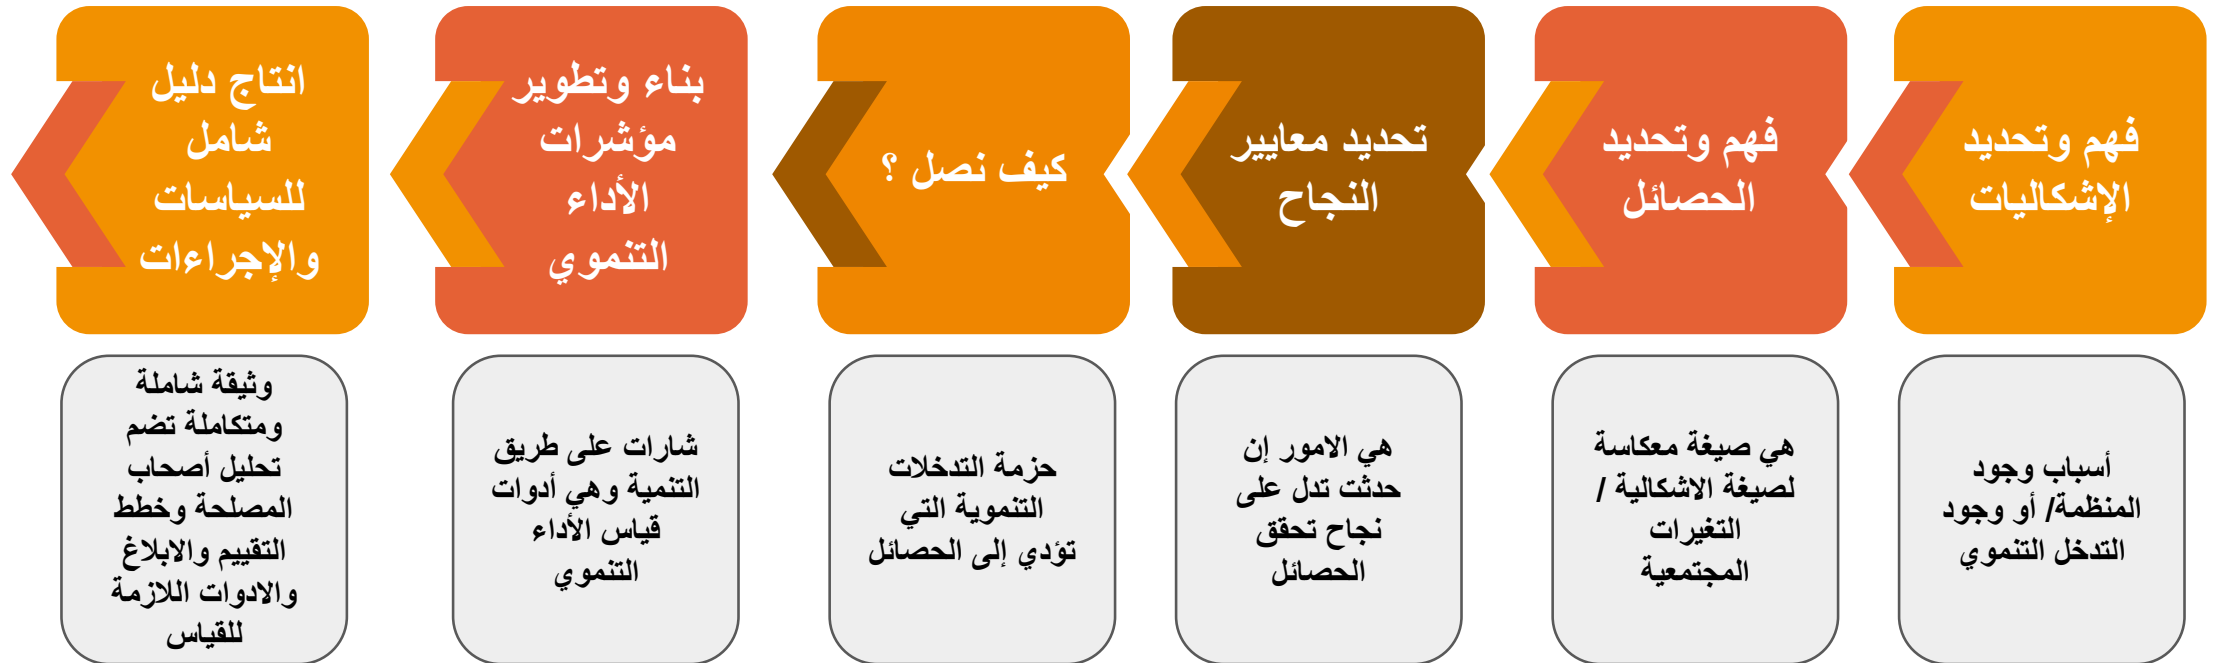 فهم وتحديد
الإشكاليات
فهم وتحديد
الحصائل
تحديد معايير
النجاح
كيف نصل ؟
بناء وتطوير
مؤشرات
الأداء
التنموي
انتاج دليل
شامل
للسياسات
والإجراءات
أسباب وجود
المنظمة/ أو وجود
التدخل التنموي
هي صيغة معكاسة
لصيغة الاشكالية /
التغيرات
المجتمعية
هي الامور إن
حدثت تدل على
نجاح تحقق
الحصائل
حزمة التدخلات
التنموية التي
تؤدي إلى الحصائل
شارات على طريق
التنمية وهي أدوات
قياس الأداء
التنموي
وثيقة شاملة
ومتكاملة تضم
تحليل أصحاب
المصلحة وخطط
التقييم والابلاغ
والادوات اللازمة
للقياس